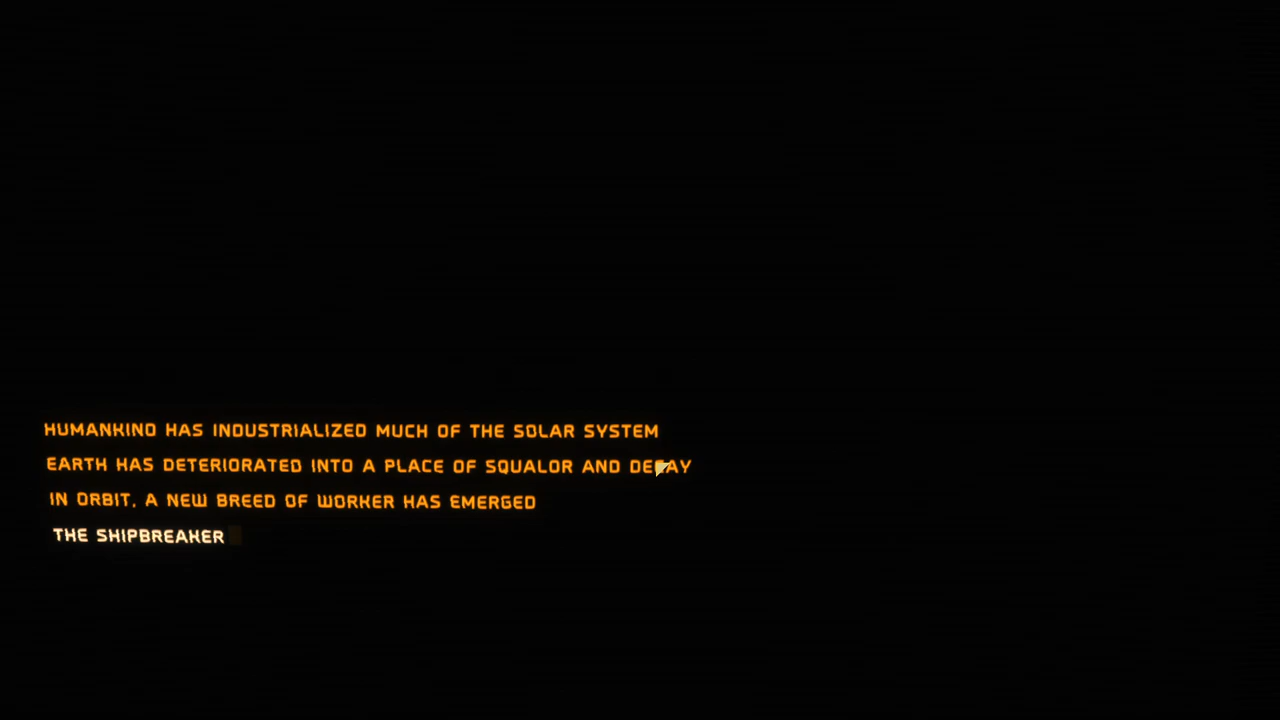 HUMANKIND HAS INDUSTRIALIZED MUCH OF THE SOLAR SYSTEM
EARTH HAS DETERIORATED INTO A PLACE OF SQUALOR AND DECAY
IN ORBIT, A NEW BREED OF WORKER HAS EMERGED
THE SHIPBREAKER